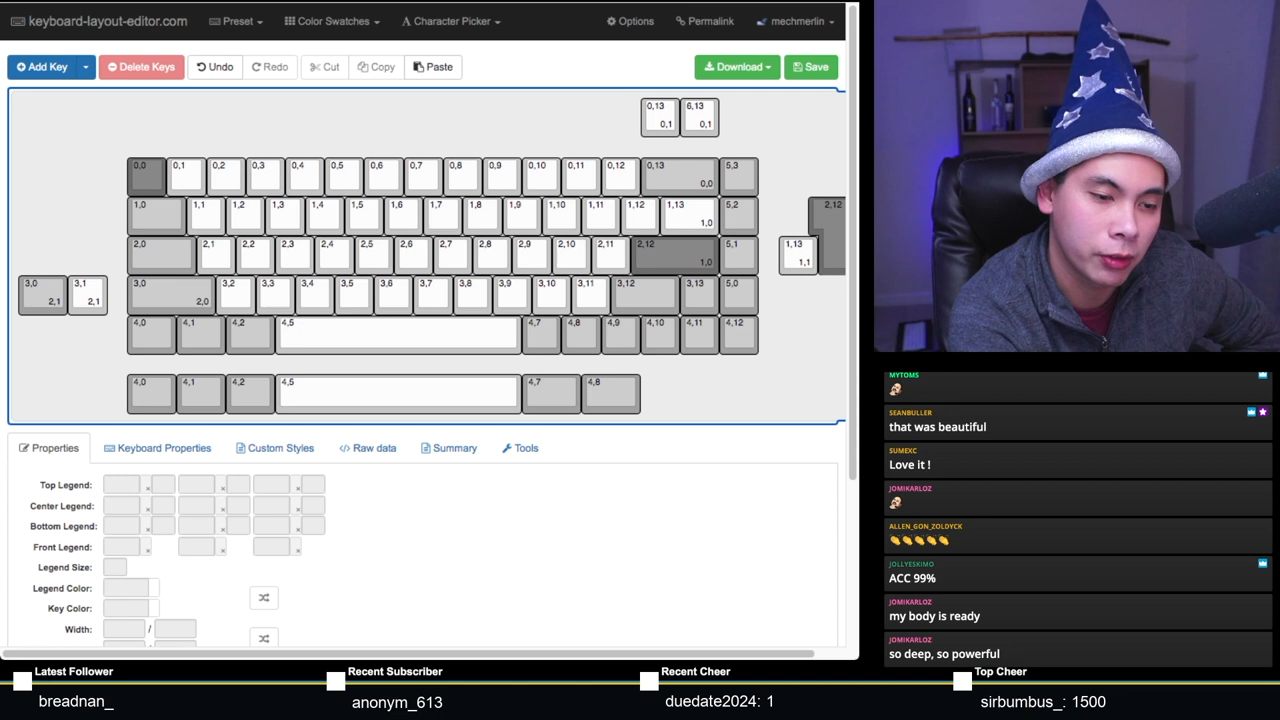 keyboard-layout-editor.com Preset Color Swatches Character Picker Options Permalink mechmerlin
Add Key Delete Keys Undo Redo Cut Copy Paste Download Save
0,13 6,13
0,1 0,1
0,0 0,1 0,2 0,3 0,4 0,5 0,6 0,7 0,8 0,9 0,10 0,11 0,12 0,13 5,3
0,0
1,0 1,1 1,2 1,3 1,4 1,5 1,6 1,7 1,8 1,9 1,10 1,11 1,12 1,13 5,2 2,12
1,0
2,0 2,1 2,2 2,3 2,4 2,5 2,6 2,7 2,8 2,9 2,10 2,11 2,12 5,1 1,13
1,0 1,1
3,0 3,1 3,0 3,2 3,3 3,4 3,5 3,6 3,7 3,8 3,9 3,10 3,11 3,12 3,13 5,0
2,1 2,1 2,0
4,0 4,1 4,2 4,5 4,7 4,8 4,9 4,10 4,11 4,12
4,0 4,1 4,2 4,5 4,7 4,8
Properties Keyboard Properties Custom Styles Raw data Summary Tools
Top Legend:
Center Legend:
Bottom Legend:
Front Legend:
Legend Size:
Legend Color:
Key Color:
Width: /
MYTOMS
SEANBULLER
that was beautiful
SUMEXC
Love it !
JOMIKARLOZ
ALLEN_GON_ZOLDYCK
JOLLYESKIMO
ACC 99%
JOMIKARLOZ
my body is ready
JOMIKARLOZ
so deep, so powerful
Latest Follower Recent Subscriber Recent Cheer Top Cheer
breadnan_ anonym_613 duedate2024: 1 sirbumbus_: 1500